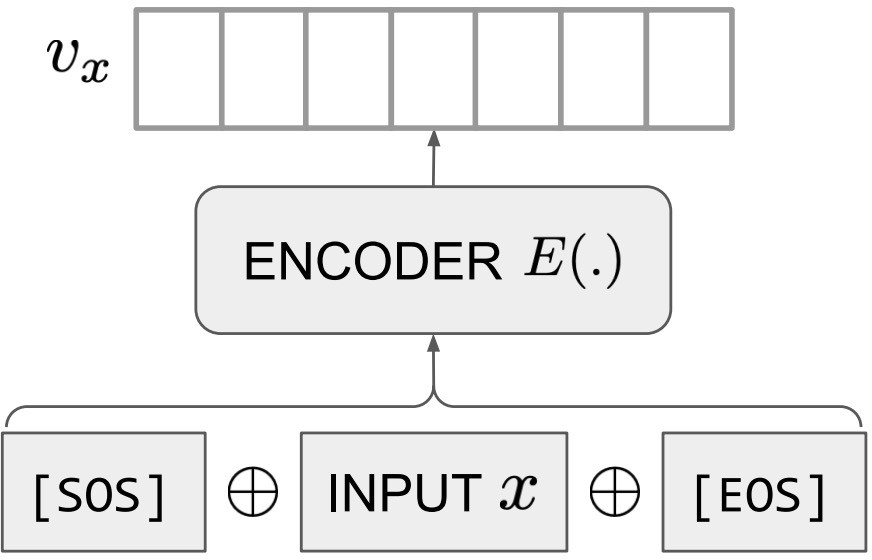 v_x
ENCODER E(.)
[SOS] ⊕ INPUT x ⊕ [EOS]